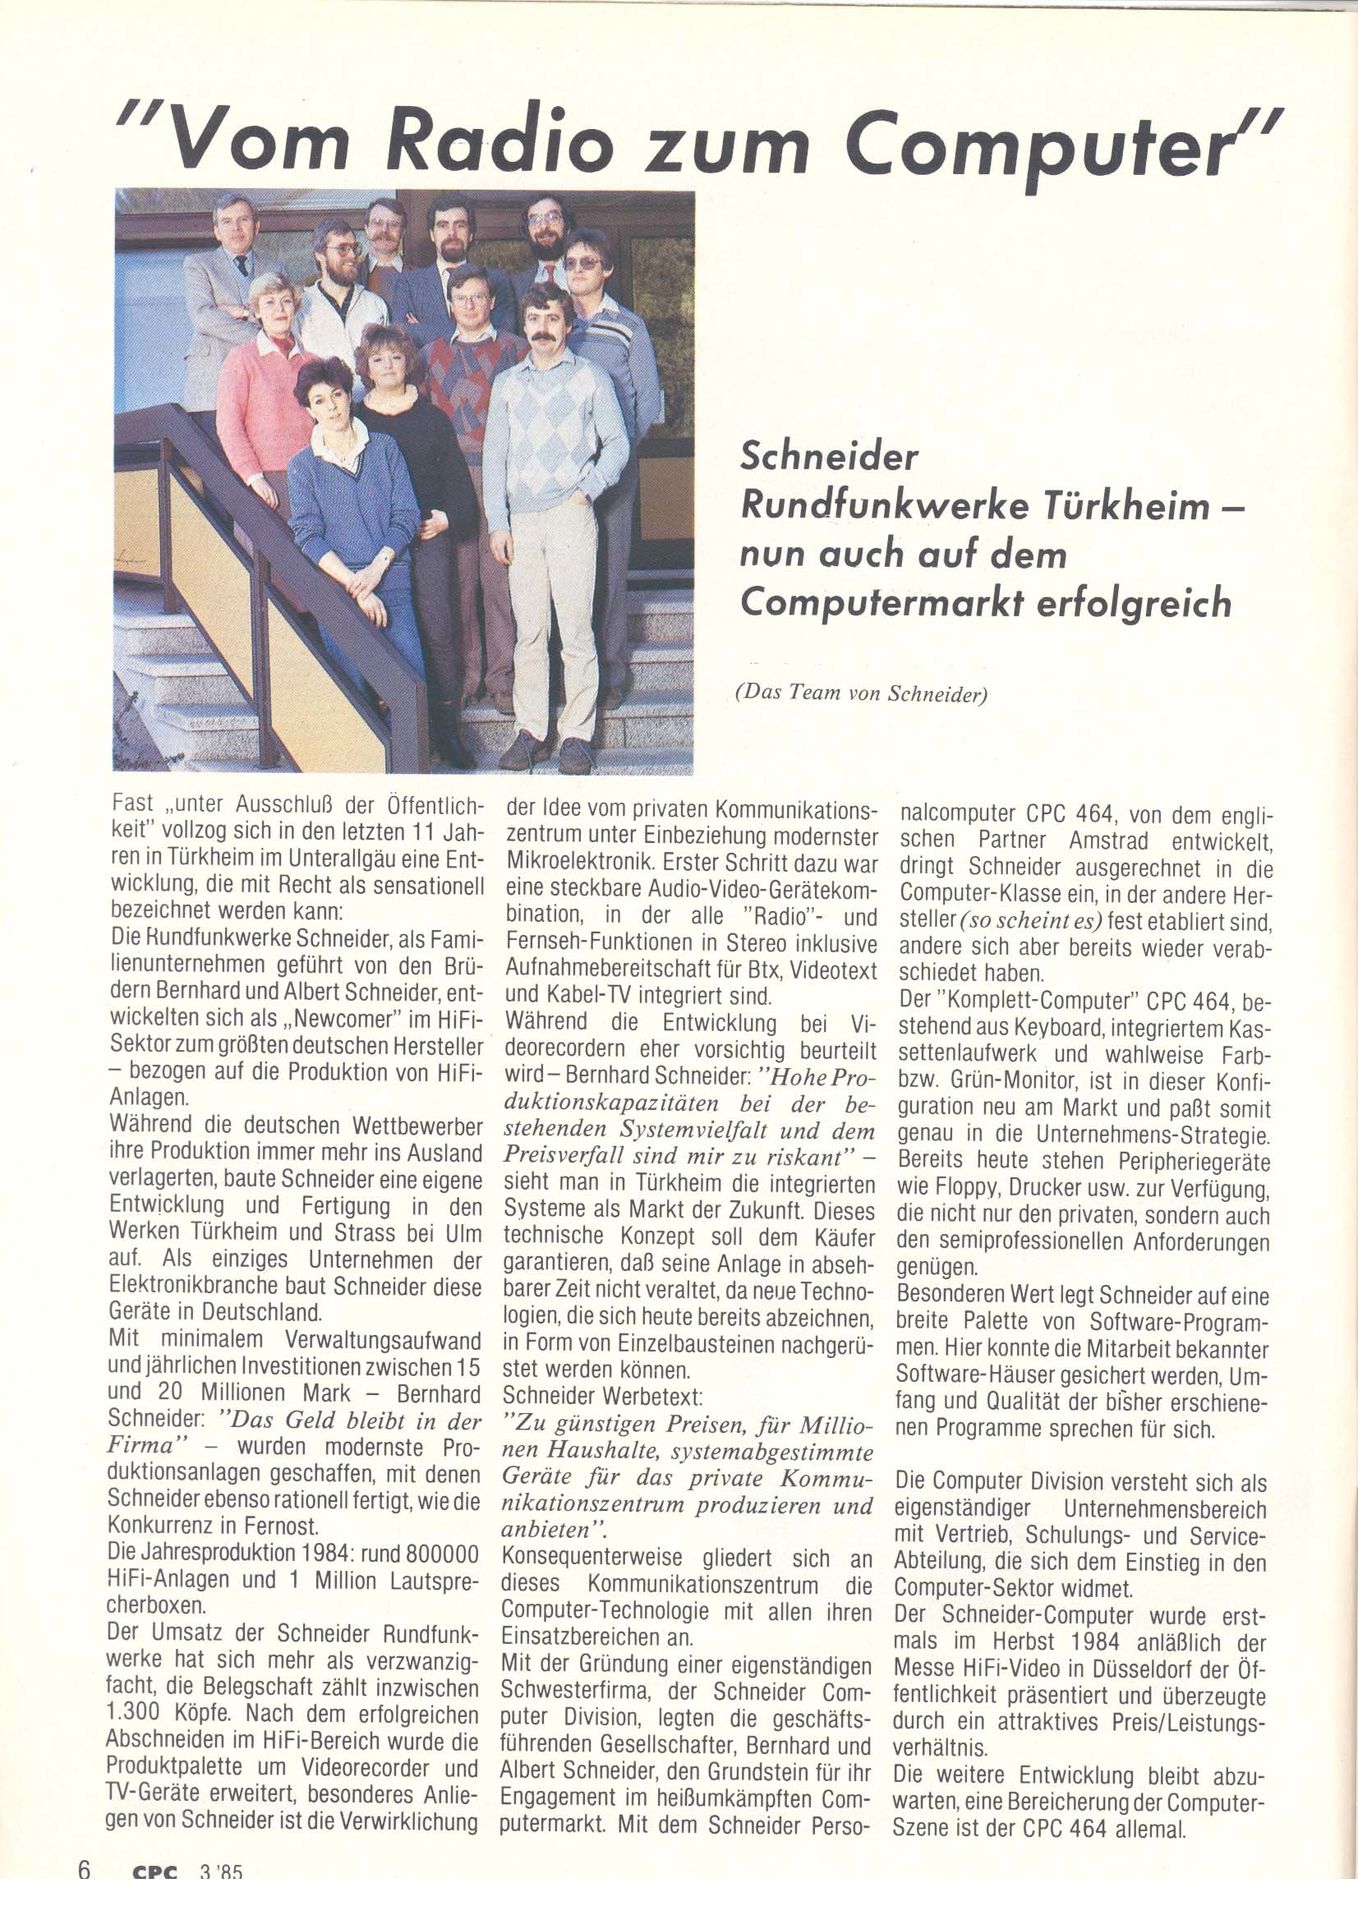 "Vom Radio zum Computer"
Schneider
Rundfunkwerke Türkheim –
nun auch auf dem
Computermarkt erfolgreich
(Das Team von Schneider)
Fast „unter Ausschluß der Öffentlich-
keit" vollzog sich in den letzten 11 Jah-
ren in Türkheim im Unterallgäu eine Ent-
wicklung, die mit Recht als sensationell
bezeichnet werden kann:
Die Rundfunkwerke Schneider, als Fami-
lienunternehmen geführt von den Brü-
dern Bernhard und Albert Schneider, ent-
wickelten sich als „Newcomer" im HiFi-
Sektor zum größten deutschen Hersteller
– bezogen auf die Produktion von HiFi-
Anlagen.
Während die deutschen Wettbewerber
ihre Produktion immer mehr ins Ausland
verlagerten, baute Schneider eine eigene
Entwicklung und Fertigung in den
Werken Türkheim und Strass bei Ulm
auf. Als einziges Unternehmen der
Elektronikbranche baut Schneider diese
Geräte in Deutschland.
Mit minimalem Verwaltungsaufwand
und jährlichen Investitionen zwischen 15
und 20 Millionen Mark – Bernhard
Schneider: "Das Geld bleibt in der
Firma" – wurden modernste Pro-
duktionsanlagen geschaffen, mit denen
Schneider ebenso rationell fertigt, wie die
Konkurrenz in Fernost.
Die Jahresproduktion 1984: rund 800000
HiFi-Anlagen und 1 Million Lautspre-
cherboxen.
Der Umsatz der Schneider Rundfunk-
werke hat sich mehr als verzwanzig-
facht, die Belegschaft zählt inzwischen
1.300 Köpfe. Nach dem erfolgreichen
Abschneiden im HiFi-Bereich wurde die
Produktpalette um Videorecorder und
TV-Geräte erweitert, besonderes Anlie-
gen von Schneider ist die Verwirklichung
der Idee vom privaten Kommunikations-
zentrum unter Einbeziehung modernster
Mikroelektronik. Erster Schritt dazu war
eine steckbare Audio-Video-Gerätekom-
bination, in der alle "Radio"- und
Fernseh-Funktionen in Stereo inklusive
Aufnahmebereitschaft für Btx, Videotext
und Kabel-TV integriert sind.
Während die Entwicklung bei Vi-
deorecordern eher vorsichtig beurteilt
wird – Bernhard Schneider: "Hohe Pro-
duktionskapazitäten bei der be-
stehenden Systemvielfalt und dem
Preisverfall sind mir zu riskant" –
sieht man in Türkheim die integrierten
Systeme als Markt der Zukunft. Dieses
technische Konzept soll dem Käufer
garantieren, daß seine Anlage in abseh-
barer Zeit nicht veraltet, da neue Techno-
logien, die sich heute bereits abzeichnen,
in Form von Einzelbausteinen nachgerü-
stet werden können.
Schneider Werbetext:
"Zu günstigen Preisen, für Millio-
nen Haushalte, systemabgestimmte
Geräte für das private Kommu-
nikationszentrum produzieren und
anbieten".
Konsequenterweise gliedert sich an
dieses Kommunikationszentrum die
Computer-Technologie mit allen ihren
Einsatzbereichen an.
Mit der Gründung einer eigenständigen
Schwesterfirma, der Schneider Com-
puter Division, legten die geschäfts-
führenden Gesellschafter, Bernhard und
Albert Schneider, den Grundstein für ihr
Engagement im heißumkämpften Com-
putermarkt. Mit dem Schneider Perso-
nalcomputer CPC 464, von dem engli-
schen Partner Amstrad entwickelt,
dringt Schneider ausgerechnet in die
Computer-Klasse ein, in der andere Her-
steller (so scheint es) fest etabliert sind,
andere sich aber bereits wieder verab-
schiedet haben.
Der "Komplett-Computer" CPC 464, be-
stehend aus Keyboard, integriertem Kas-
settenlaufwerk und wahlweise Farb-
bzw. Grün-Monitor, ist in dieser Konfi-
guration neu am Markt und paßt somit
genau in die Unternehmens-Strategie.
Bereits heute stehen Peripheriegeräte
wie Floppy, Drucker usw. zur Verfügung,
die nicht nur den privaten, sondern auch
den semiprofessionellen Anforderungen
genügen.
Besonderen Wert legt Schneider auf eine
breite Palette von Software-Program-
men. Hier konnte die Mitarbeit bekannter
Software-Häuser gesichert werden, Um-
fang und Qualität der bisher erschiene-
nen Programme sprechen für sich.
Die Computer Division versteht sich als
eigenständiger Unternehmensbereich
mit Vertrieb, Schulungs- und Service-
Abteilung, die sich dem Einstieg in den
Computer-Sektor widmet.
Der Schneider-Computer wurde erst-
mals im Herbst 1984 anläßlich der
Messe HiFi-Video in Düsseldorf der Öf-
fentlichkeit präsentiert und überzeugte
durch ein attraktives Preis/Leistungs-
verhältnis.
Die weitere Entwicklung bleibt abzu-
warten, eine Bereicherung der Computer-
Szene ist der CPC 464 allemal.
6 CPC 3'85